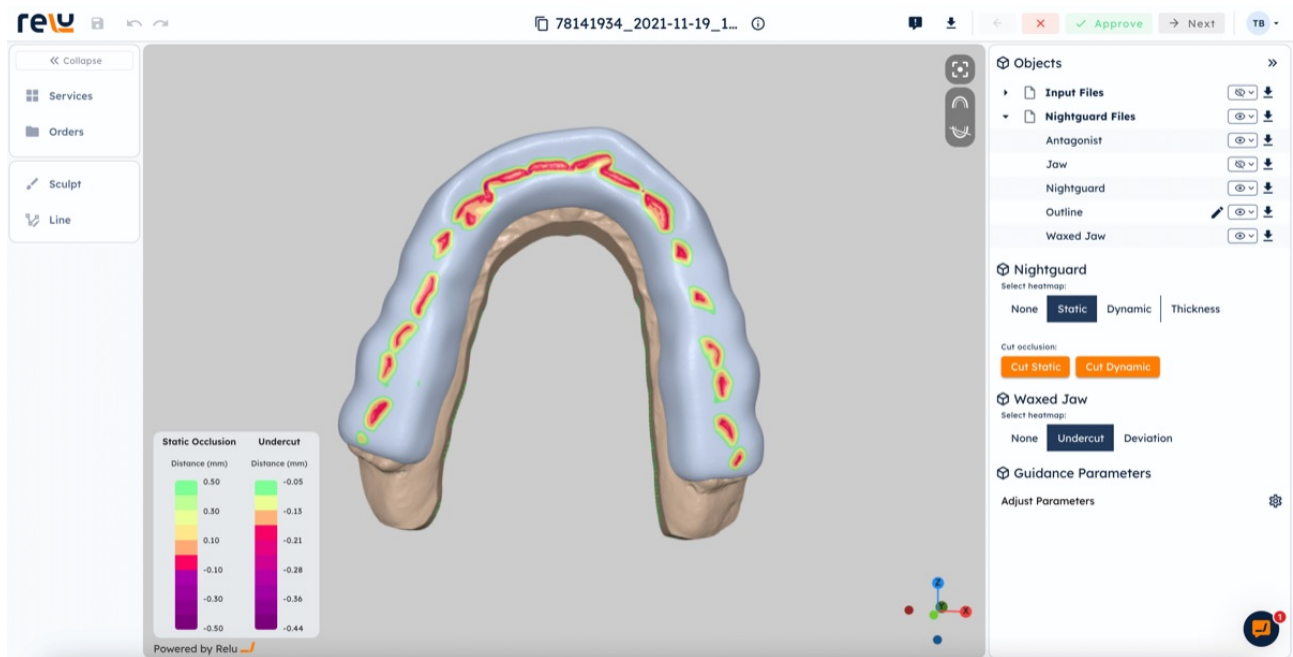 relu
78141934_2021-11-19_1...
Approve
Next
TB
Collapse
Services
Orders
Sculpt
Line
Static Occlusion
Undercut
Distance (mm)
Distance (mm)
0.50
-0.05
0.30
-0.13
0.10
-0.21
-0.10
-0.28
-0.30
-0.36
-0.50
-0.44
Powered by Relu
Z
Y
X
Objects
Input Files
Nightguard Files
Antagonist
Jaw
Nightguard
Outline
Waxed Jaw
Nightguard
Select heatmap:
None Static Dynamic Thickness
Cut occlusion:
Cut Static Cut Dynamic
Waxed Jaw
Select heatmap:
None Undercut Deviation
Guidance Parameters
Adjust Parameters
1